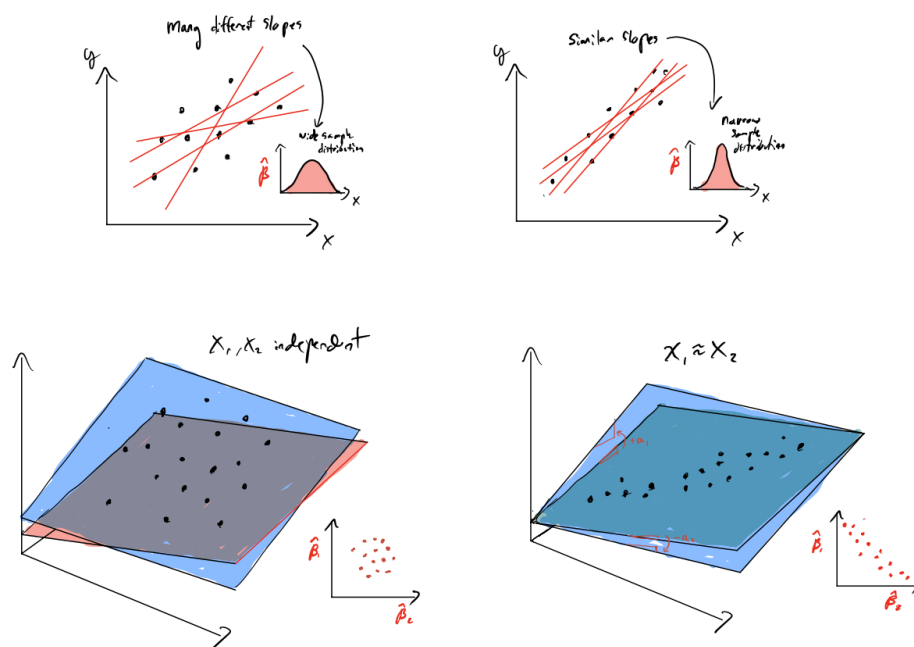 Many different slopes
y
wide sample
distribution
β̂
x
x
Similar slopes
y
narrow
sample
distribution
β̂
x
x
X₁, X₂ independent
β̂₁
β̂₂
x₁ ≈ x₂
+a₁
β̂₁
β̂₂